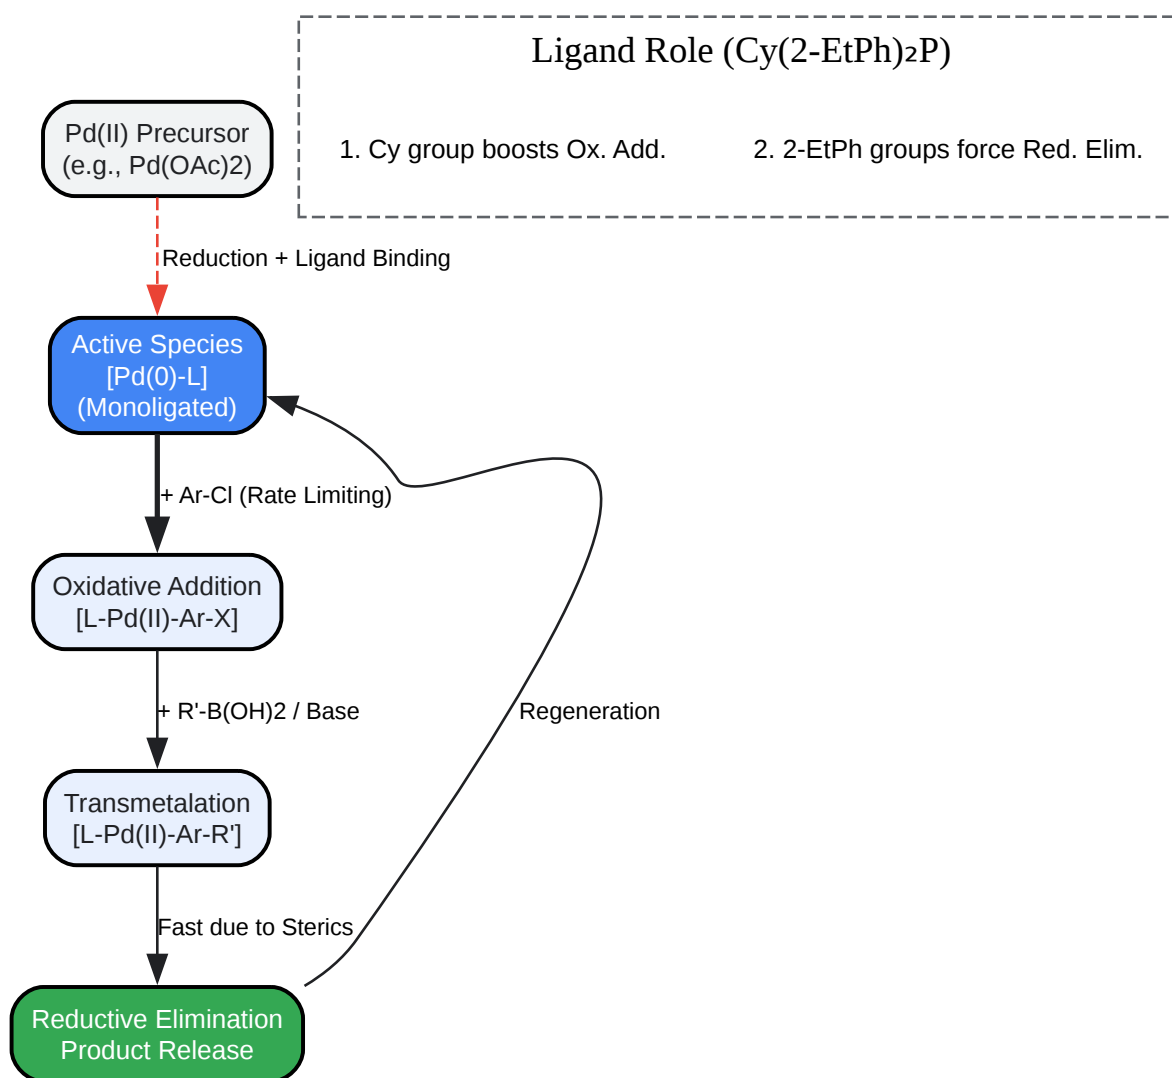 Ligand Role (Cy(2-EtPh)₂P)
1. Cy group boosts Ox. Add.
2. 2-EtPh groups force Red. Elim.
Pd(II) Precursor
(e.g., Pd(OAc)2)
Reduction + Ligand Binding
Active Species
[Pd(0)-L]
(Monoligated)
+ Ar-Cl (Rate Limiting)
Oxidative Addition
[L-Pd(II)-Ar-X]
+ R'-B(OH)2 / Base
Regeneration
Transmetalation
[L-Pd(II)-Ar-R']
Fast due to Sterics
Reductive Elimination
Product Release